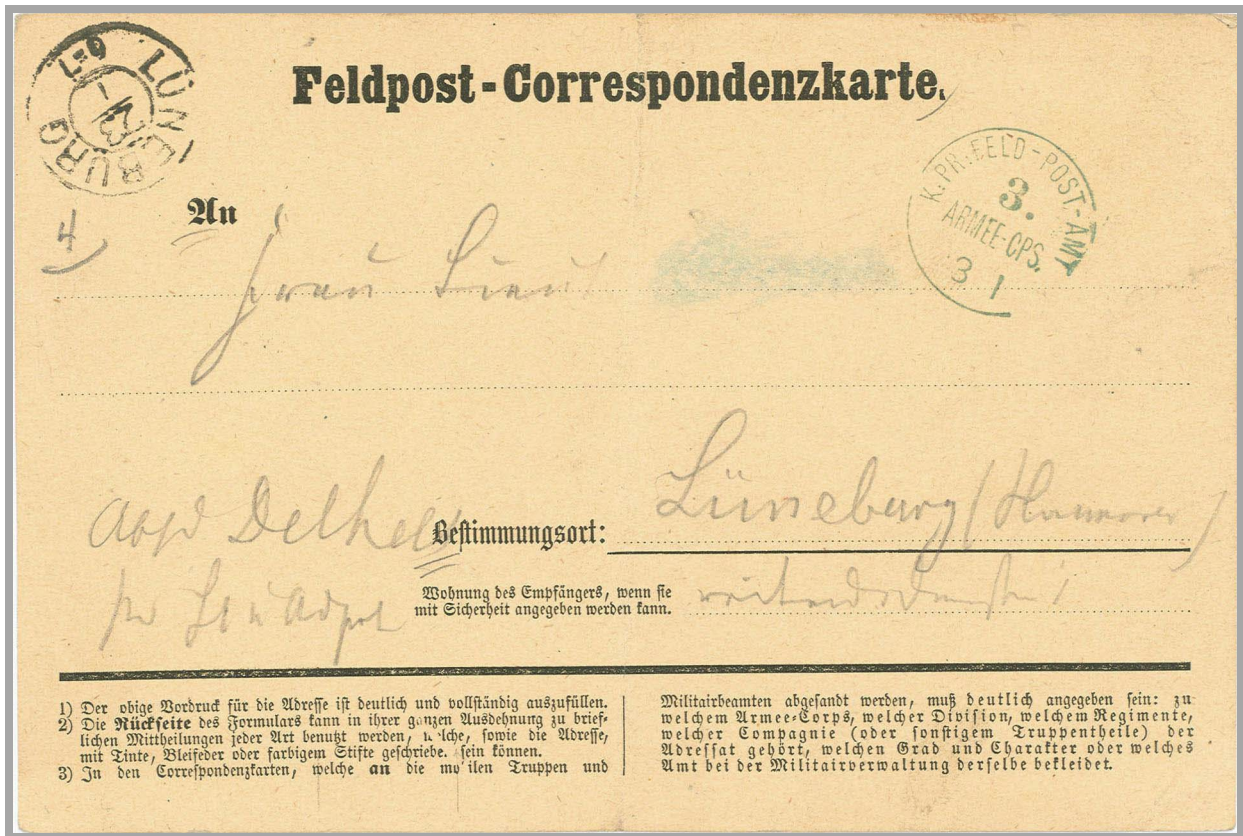 LÜNEBURG
23
Feldpost-Correspondenzkarte.
K. PR. FELD-POST-AMT
3.
ARMEE-CPS.
3 1
4
An
Frau Lieut
Lüneburg (Hannover)
Bestimmungsort:
Wohnung des Empfängers, wenn sie
mit Sicherheit angegeben werden kann.
1) Der obige Vordruck für die Adresse ist deutlich und vollständig auszufüllen.
2) Die Rückseite des Formulars kann in ihrer ganzen Ausdehnung zu brief-
lichen Mittheilungen jeder Art benutzt werden, welche, sowie die Adresse,
mit Tinte, Bleifeder oder farbigem Stifte geschrieben sein können.
3) In den Correspondenzkarten, welche an die mobilen Truppen und
Militairbeamten abgesandt werden, muß deutlich angegeben sein: zu
welchem Armee-Corps, welcher Division, welchem Regimente,
welcher Compagnie (oder sonstigem Truppentheile) der
Adressat gehört, welchen Grad und Charakter oder welches
Amt bei der Militairverwaltung derselbe bekleidet.